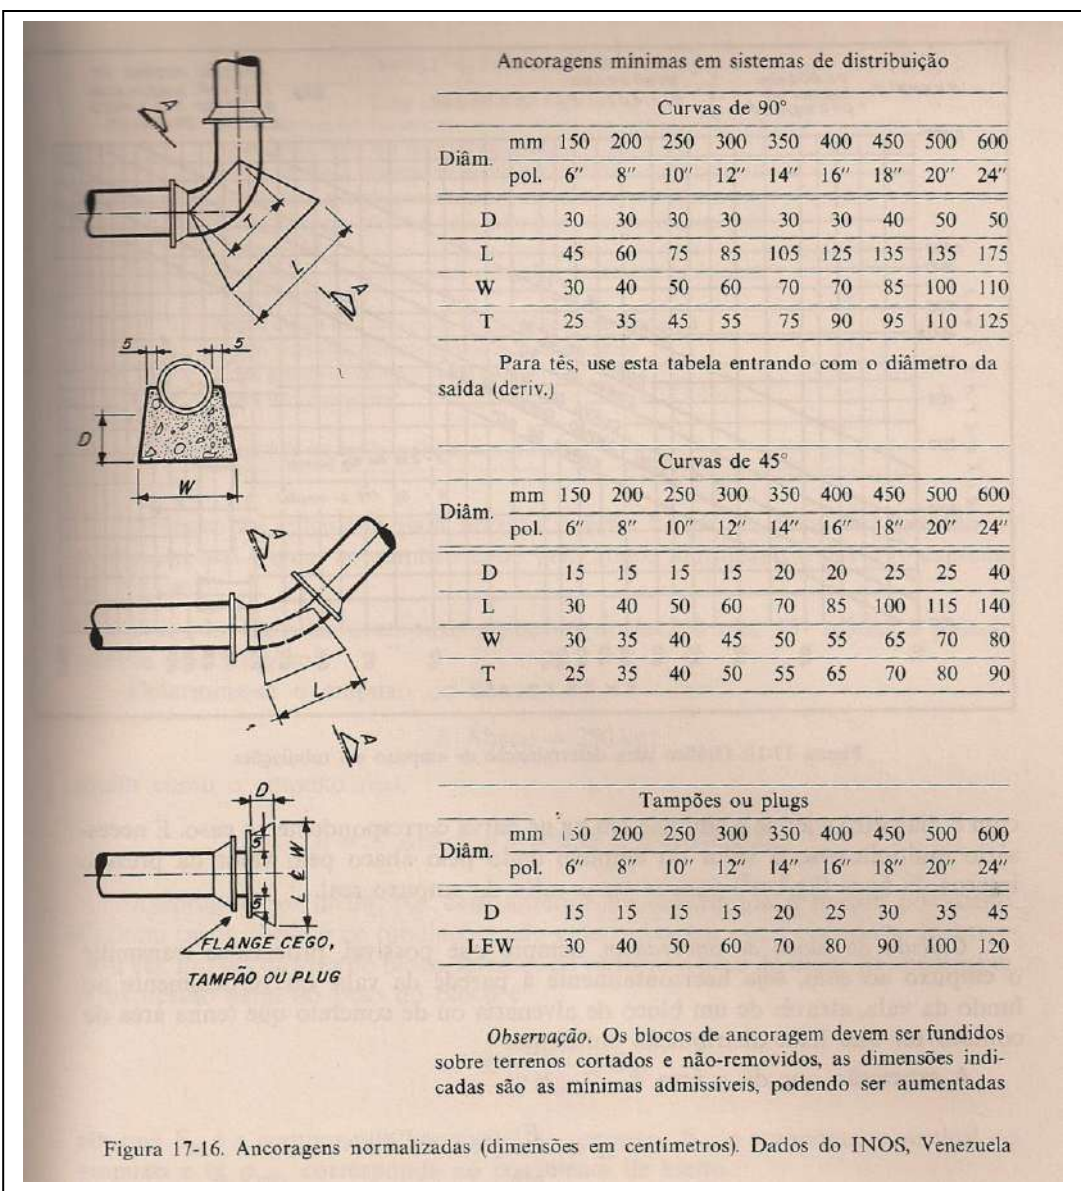 Ancoragens mínimas em sistemas de distribuição
Curvas de 90°
Diâm. mm 150 200 250 300 350 400 450 500 600
pol. 6″ 8″ 10″ 12″ 14″ 16″ 18″ 20″ 24″
D 30 30 30 30 30 30 40 50 50
L 45 60 75 85 105 125 135 135 175
W 30 40 50 60 70 70 85 100 110
T 25 35 45 55 75 90 95 110 125
Para tês, use esta tabela entrando com o diâmetro da
saída (deriv.)
A
T
L
A
5 5
D
W
Curvas de 45°
Diâm. mm 150 200 250 300 350 400 450 500 600
pol. 6″ 8″ 10″ 12″ 14″ 16″ 18″ 20″ 24″
D 15 15 15 15 20 20 25 25 40
L 30 40 50 60 70 85 100 115 140
W 30 35 40 45 50 55 65 70 80
T 25 35 40 50 55 65 70 80 90
A
L
A
Tampões ou plugs
Diâm. mm 150 200 250 300 350 400 450 500 600
pol. 6″ 8″ 10″ 12″ 14″ 16″ 18″ 20″ 24″
D 15 15 15 15 20 25 30 35 45
LEW 30 40 50 60 70 80 90 100 120
D
5
L E W
5
FLANGE CEGO,
TAMPÃO OU PLUG
Observação. Os blocos de ancoragem devem ser fundidos
sobre terrenos cortados e não-removidos, as dimensões indi-
cadas são as mínimas admissíveis, podendo ser aumentadas
Figura 17-16. Ancoragens normalizadas (dimensões em centímetros). Dados do INOS, Venezuela